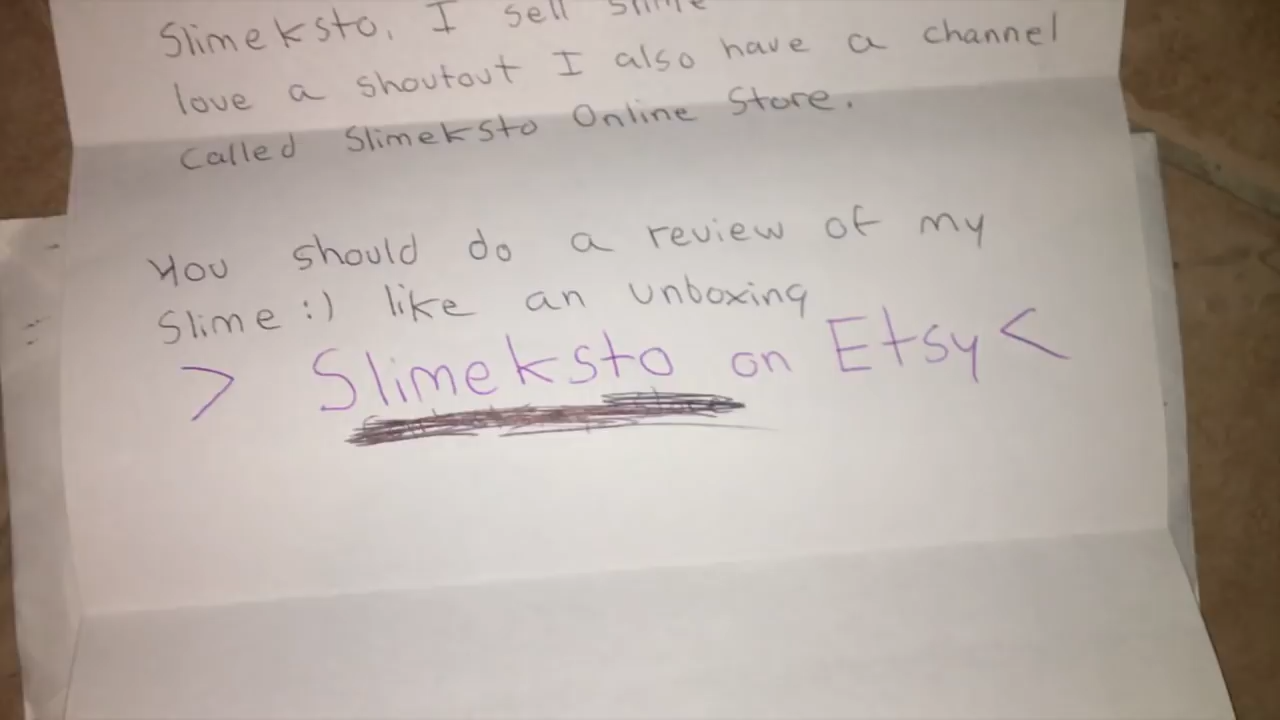 Slimeksto. I sell slime
love a shoutout I also have a channel
called Slimeksto Online Store.
You should do a review of my
Slime :) like an unboxing
> Slimeksto on Etsy <